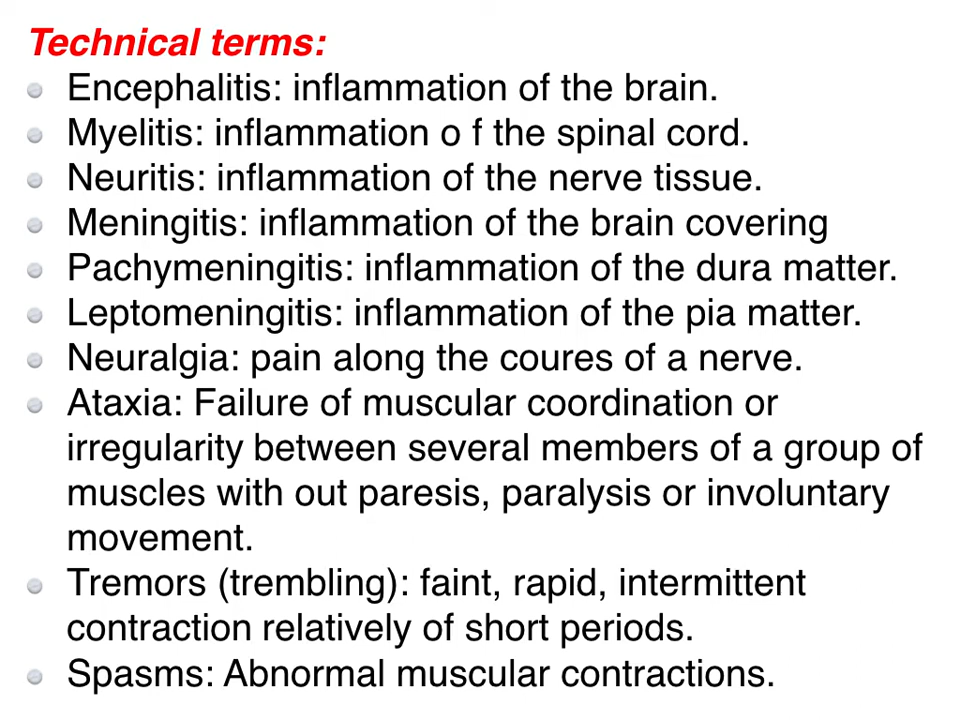 Technical terms:
Encephalitis: inflammation of the brain.
Myelitis: inflammation o f the spinal cord.
Neuritis: inflammation of the nerve tissue.
Meningitis: inflammation of the brain covering
Pachymeningitis: inflammation of the dura matter.
Leptomeningitis: inflammation of the pia matter.
Neuralgia: pain along the coures of a nerve.
Ataxia: Failure of muscular coordination or
irregularity between several members of a group of
muscles with out paresis, paralysis or involuntary
movement.
Tremors (trembling): faint, rapid, intermittent
contraction relatively of short periods.
Spasms: Abnormal muscular contractions.